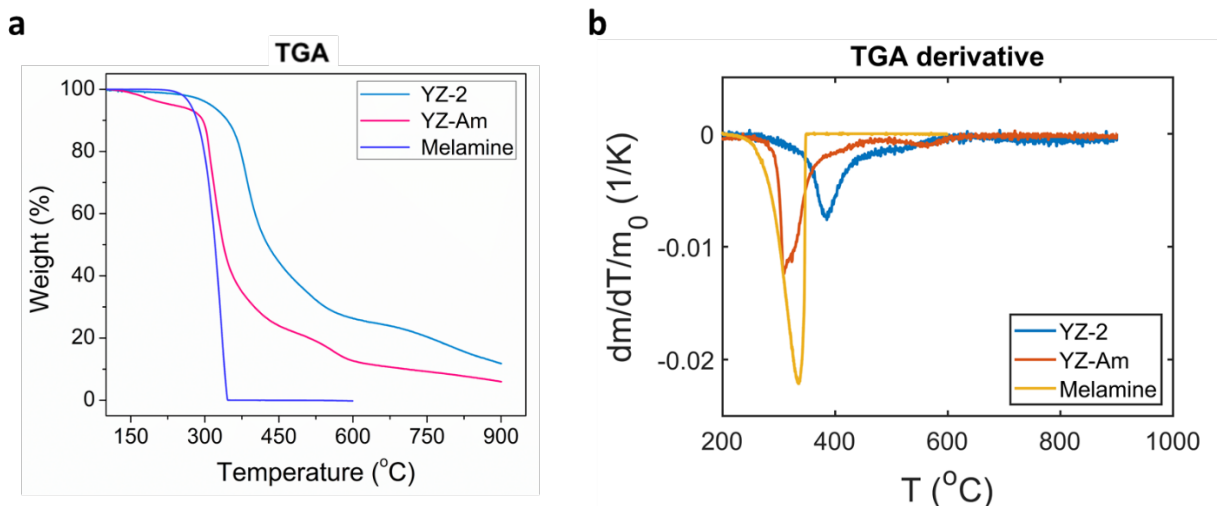 a
TGA
Weight (%)
100
80
60
40
20
0
YZ-2
YZ-Am
Melamine
150 300 450 600 750 900
Temperature (°C)
b
TGA derivative
dm/dT/m₀ (1/K)
0
-0.01
-0.02
YZ-2
YZ-Am
Melamine
200 400 600 800 1000
T (°C)